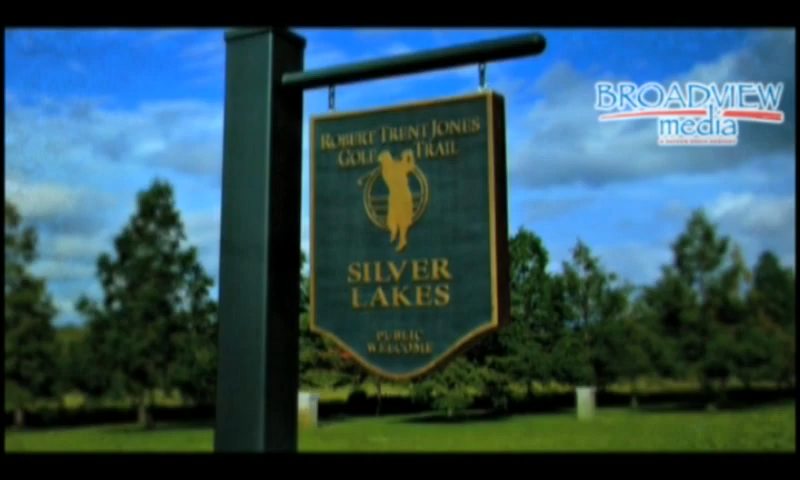 ROBERT TRENT JONES
GOLF TRAIL
SILVER
LAKES
PUBLIC
WELCOME
BROADVIEW
media